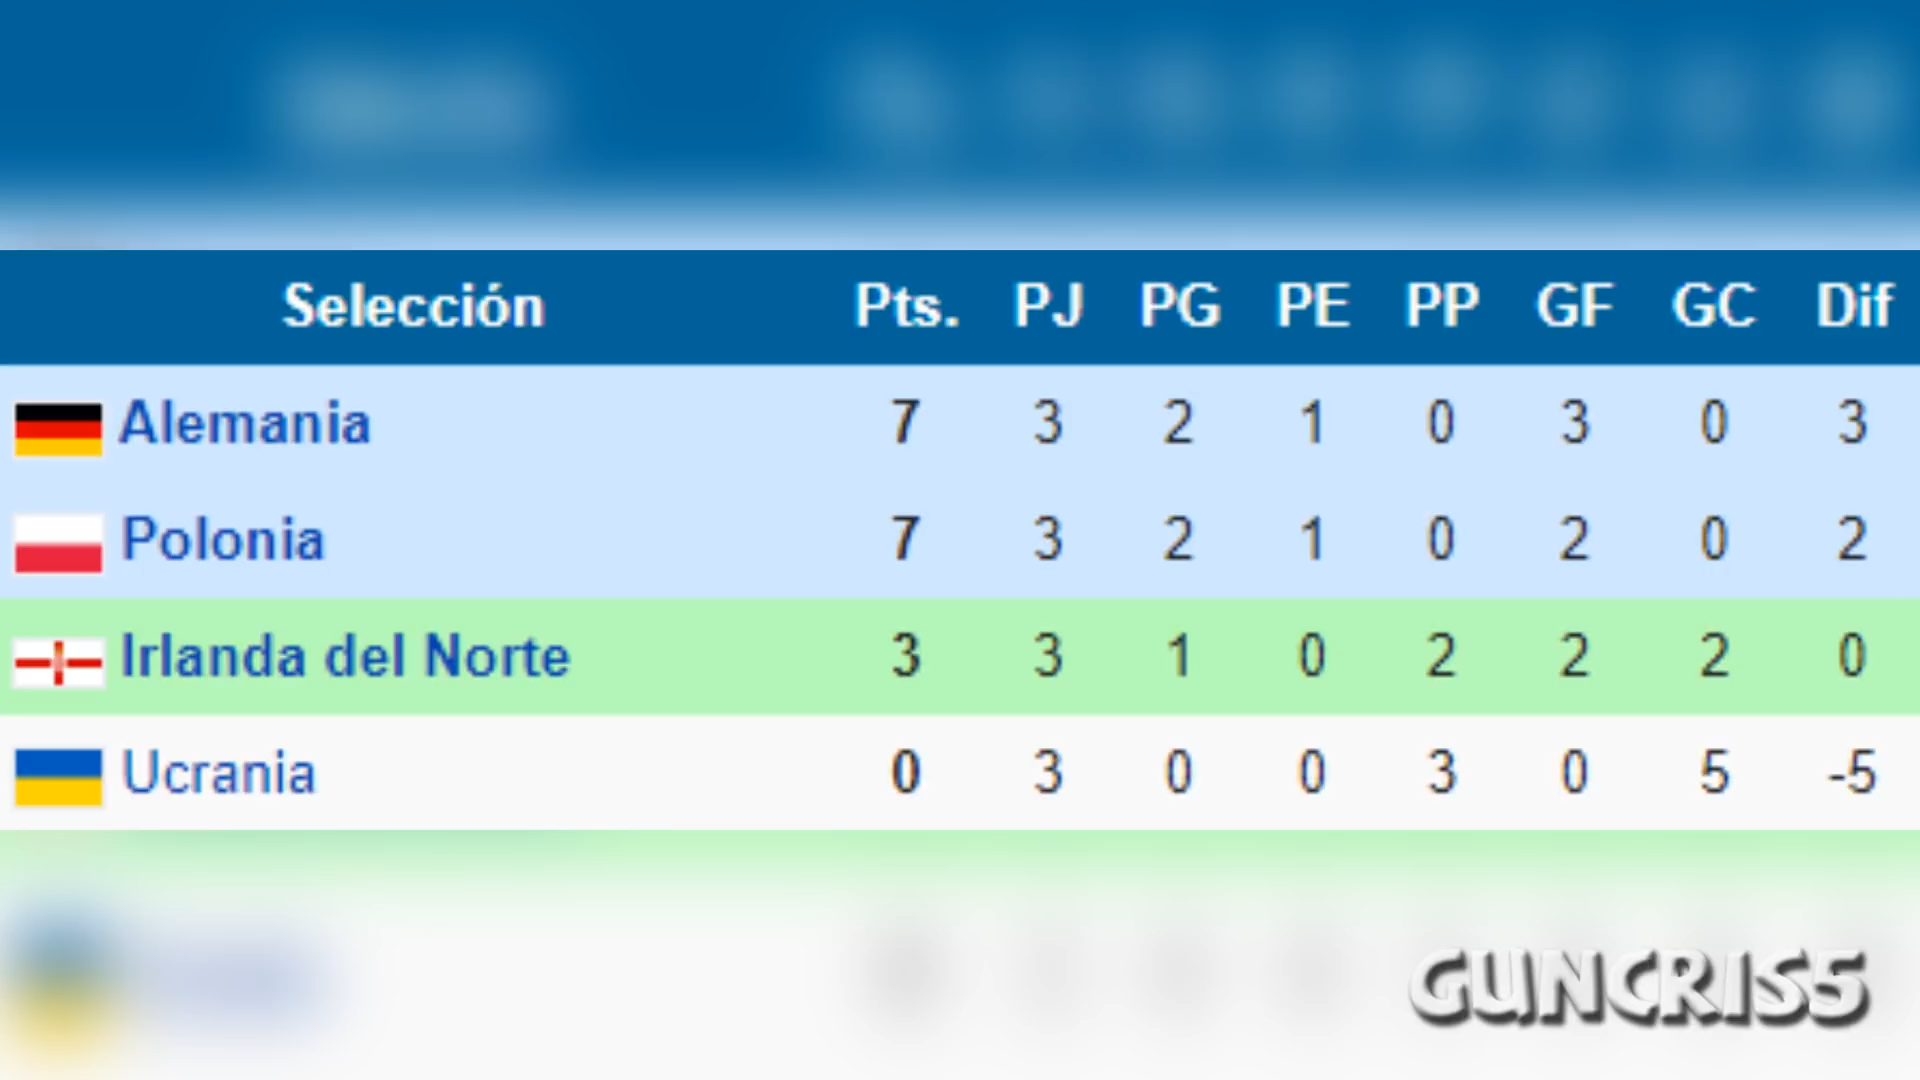 Selección Pts. PJ PG PE PP GF GC Dif
Alemania 7 3 2 1 0 3 0 3
Polonia 7 3 2 1 0 2 0 2
Irlanda del Norte 3 3 1 0 2 2 2 0
Ucrania 0 3 0 0 3 0 5 -5
GUNCRIS5